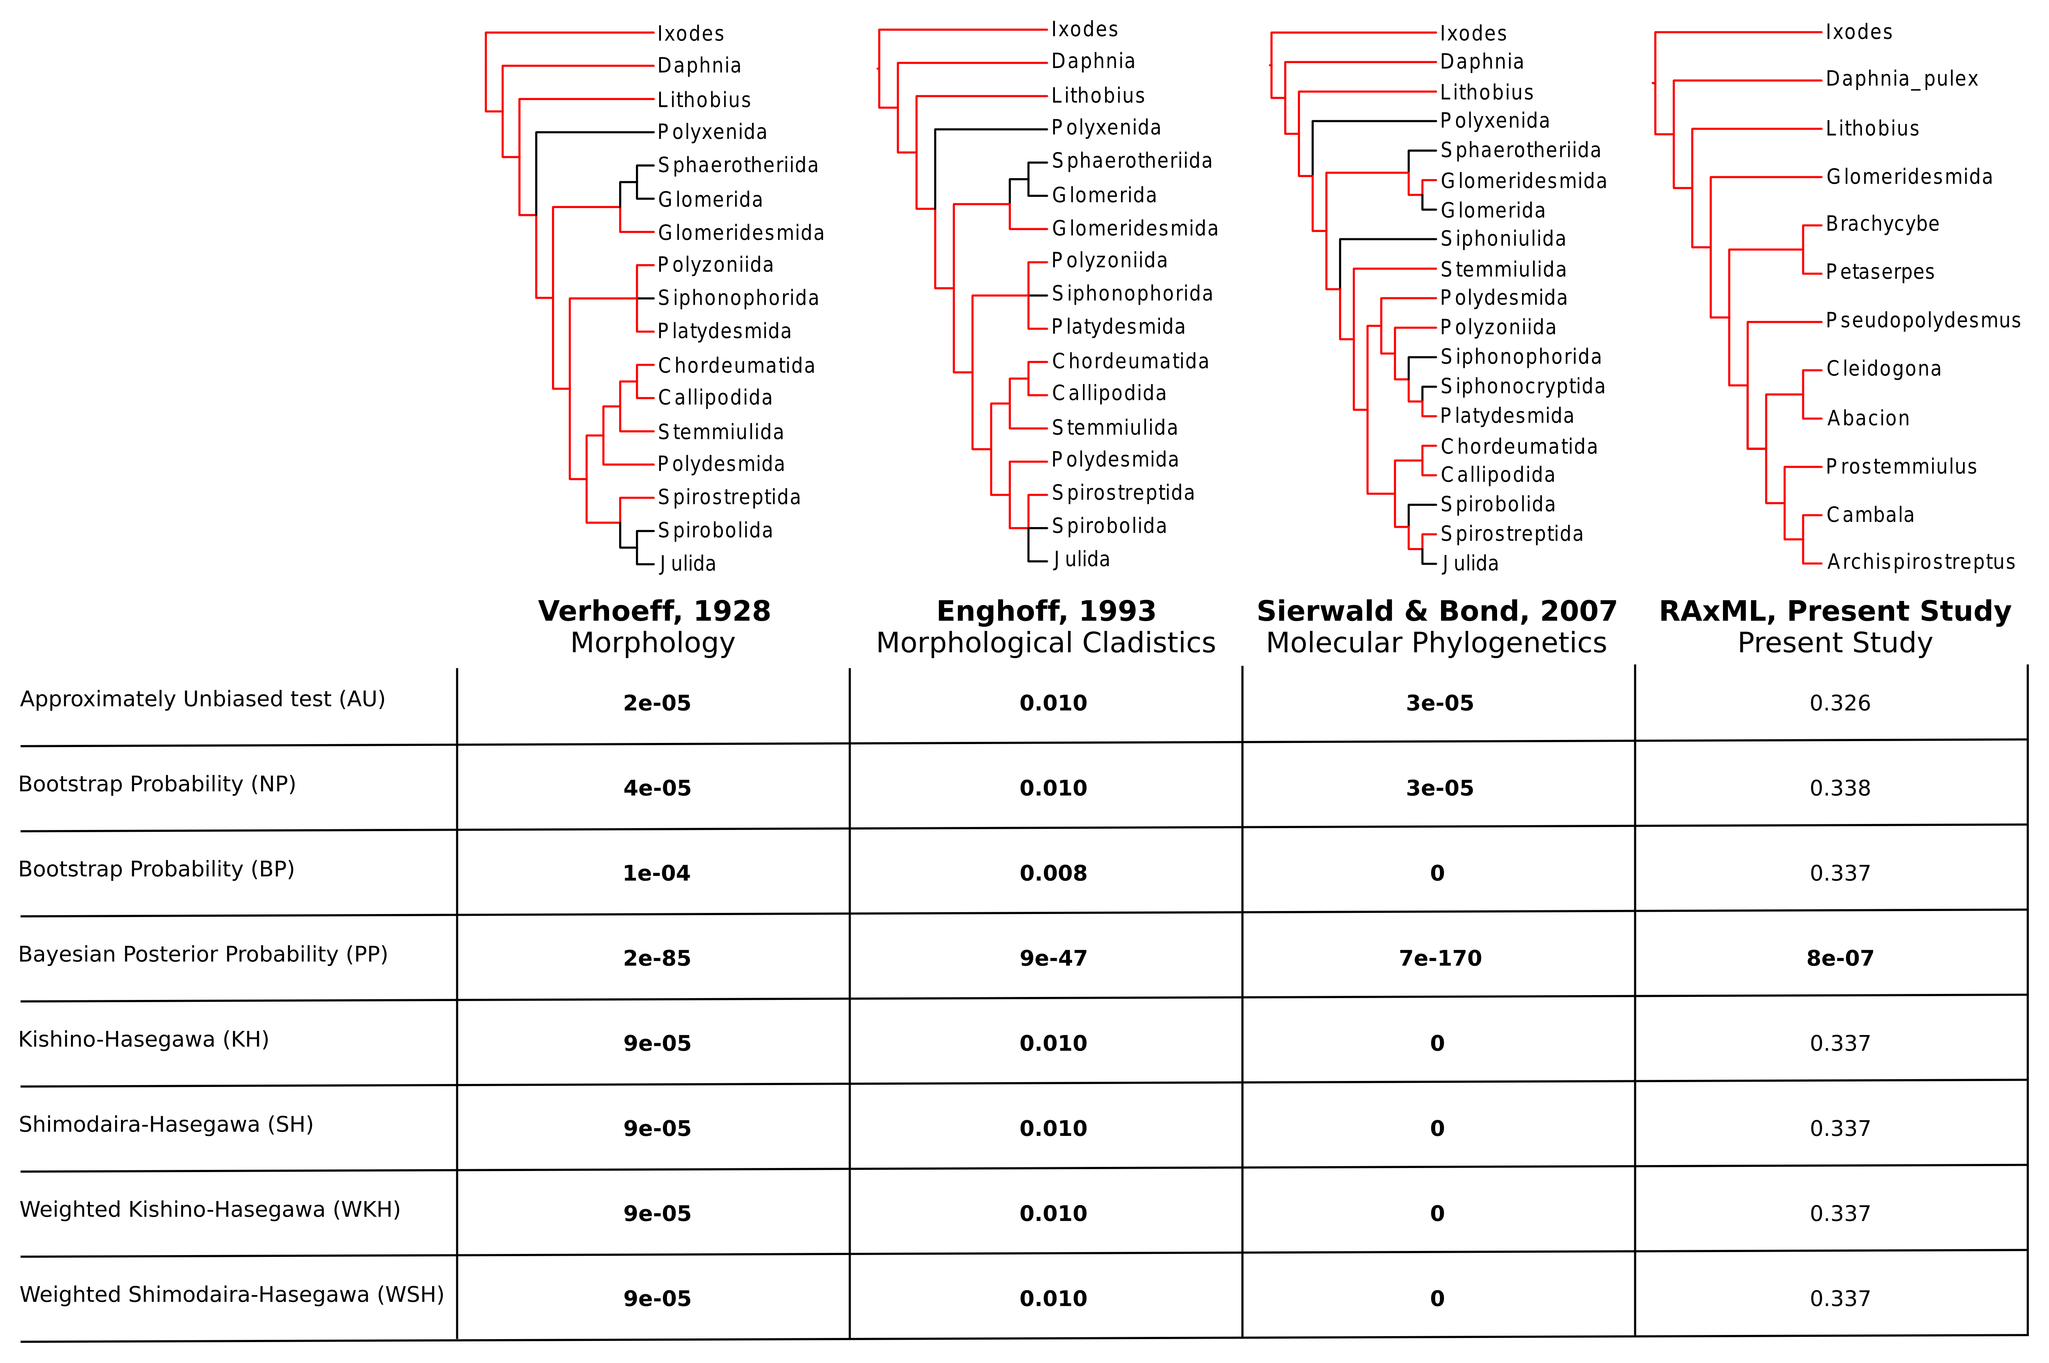 Ixodes
Daphnia
Lithobius
Polyxenida
Sphaerotheriida
Glomerida
Glomeridesmida
Polyzoniida
Siphonophorida
Platydesmida
Chordeumatida
Callipodida
Stemmiulida
Polydesmida
Spirostreptida
Spirobolida
Julida
Ixodes
Daphnia
Lithobius
Polyxenida
Sphaerotheriida
Glomerida
Glomeridesmida
Polyzoniida
Siphonophorida
Platydesmida
Chordeumatida
Callipodida
Stemmiulida
Polydesmida
Spirostreptida
Spirobolida
Julida
Ixodes
Daphnia
Lithobius
Polyxenida
Sphaerotheriida
Glomeridesmida
Glomerida
Siphoniulida
Stemmiulida
Polydesmida
Polyzoniida
Siphonophorida
Siphonocryptida
Platydesmida
Chordeumatida
Callipodida
Spirobolida
Spirostreptida
Julida
Ixodes
Daphnia_pulex
Lithobius
Glomeridesmida
Brachycybe
Petaserpes
Pseudopolydesmus
Cleidogona
Abacion
Prostemmiulus
Cambala
Archispirostreptus
Verhoeff, 1928 Enghoff, 1993 Sierwald & Bond, 2007 RAxML, Present Study
Morphology Morphological Cladistics Molecular Phylogenetics Present Study
Approximately Unbiased test (AU) 2e-05 0.010 3e-05 0.326
Bootstrap Probability (NP) 4e-05 0.010 3e-05 0.338
Bootstrap Probability (BP) 1e-04 0.008 0 0.337
Bayesian Posterior Probability (PP) 2e-85 9e-47 7e-170 8e-07
Kishino-Hasegawa (KH) 9e-05 0.010 0 0.337
Shimodaira-Hasegawa (SH) 9e-05 0.010 0 0.337
Weighted Kishino-Hasegawa (WKH) 9e-05 0.010 0 0.337
Weighted Shimodaira-Hasegawa (WSH) 9e-05 0.010 0 0.337